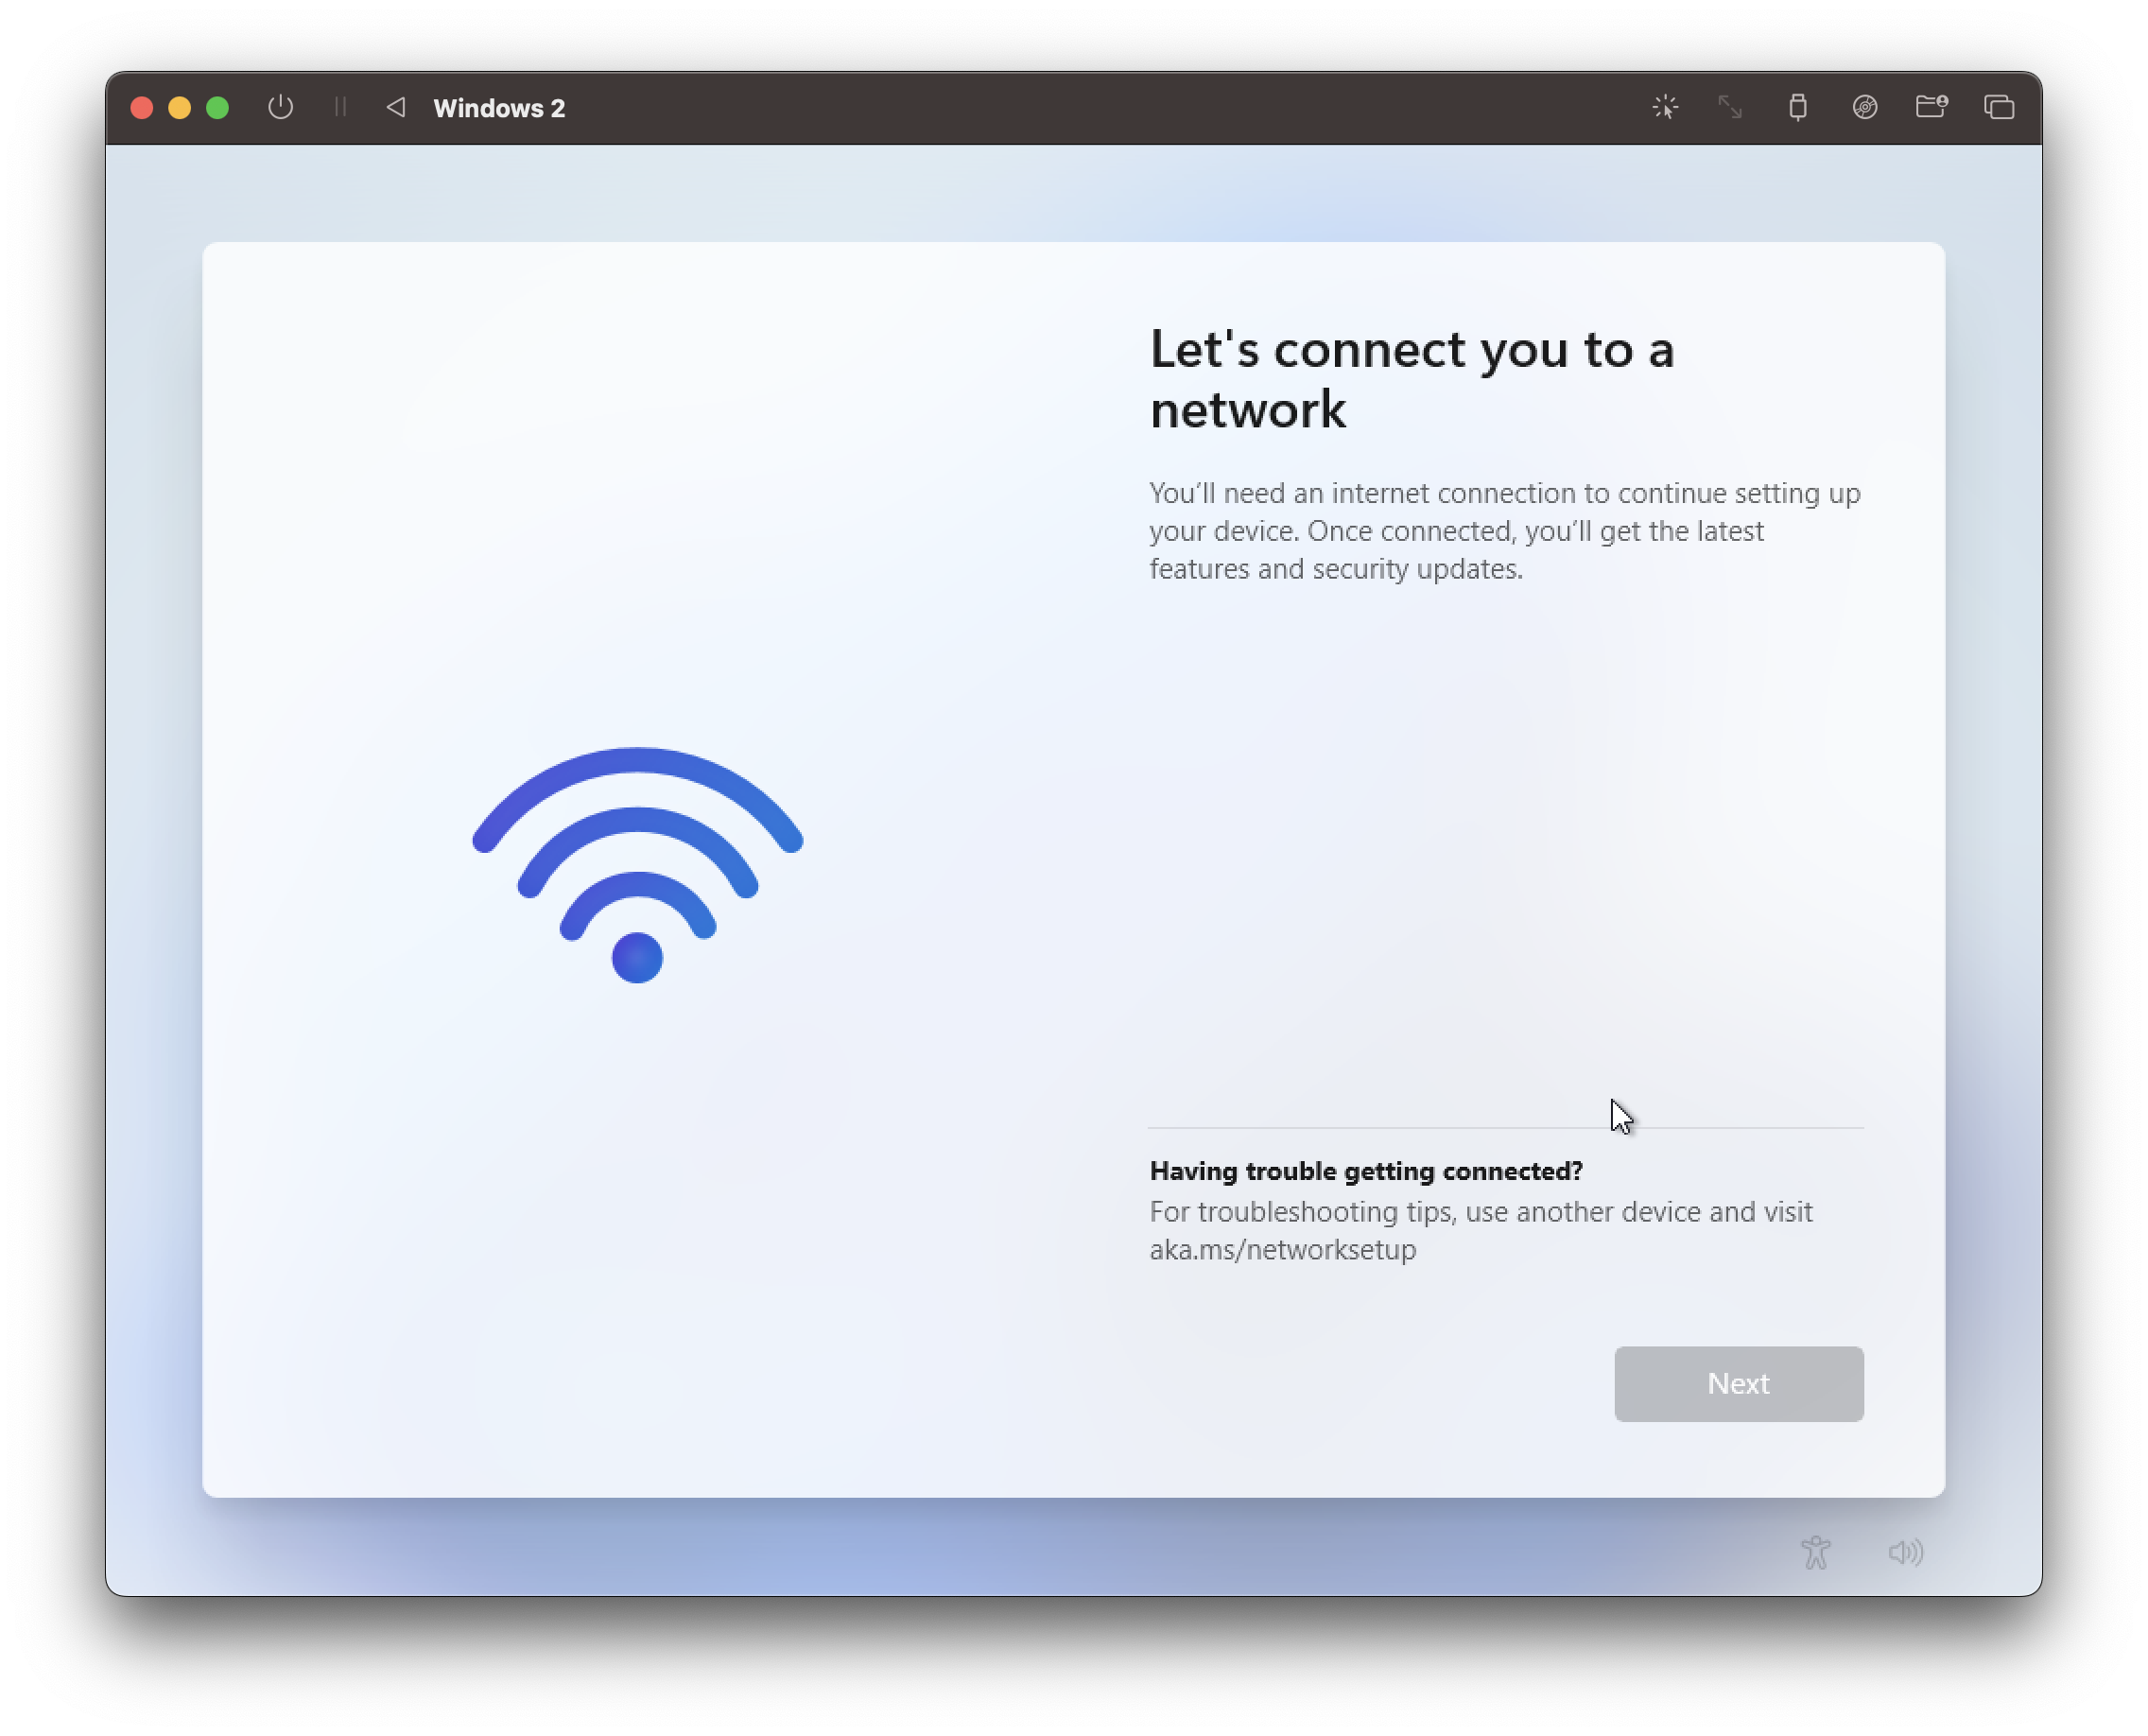 Windows 2
Let's connect you to a
network
You’ll need an internet connection to continue setting up
your device. Once connected, you’ll get the latest
features and security updates.
Having trouble getting connected?
For troubleshooting tips, use another device and visit
aka.ms/networksetup
Next